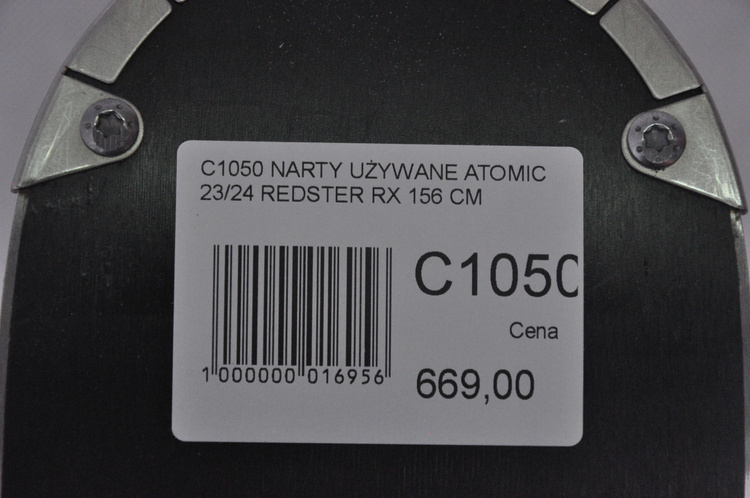 C1050 NARTY UŻYWANE ATOMIC
23/24 REDSTER RX 156 CM
C1050
Cena
1 000000 016956
669,00